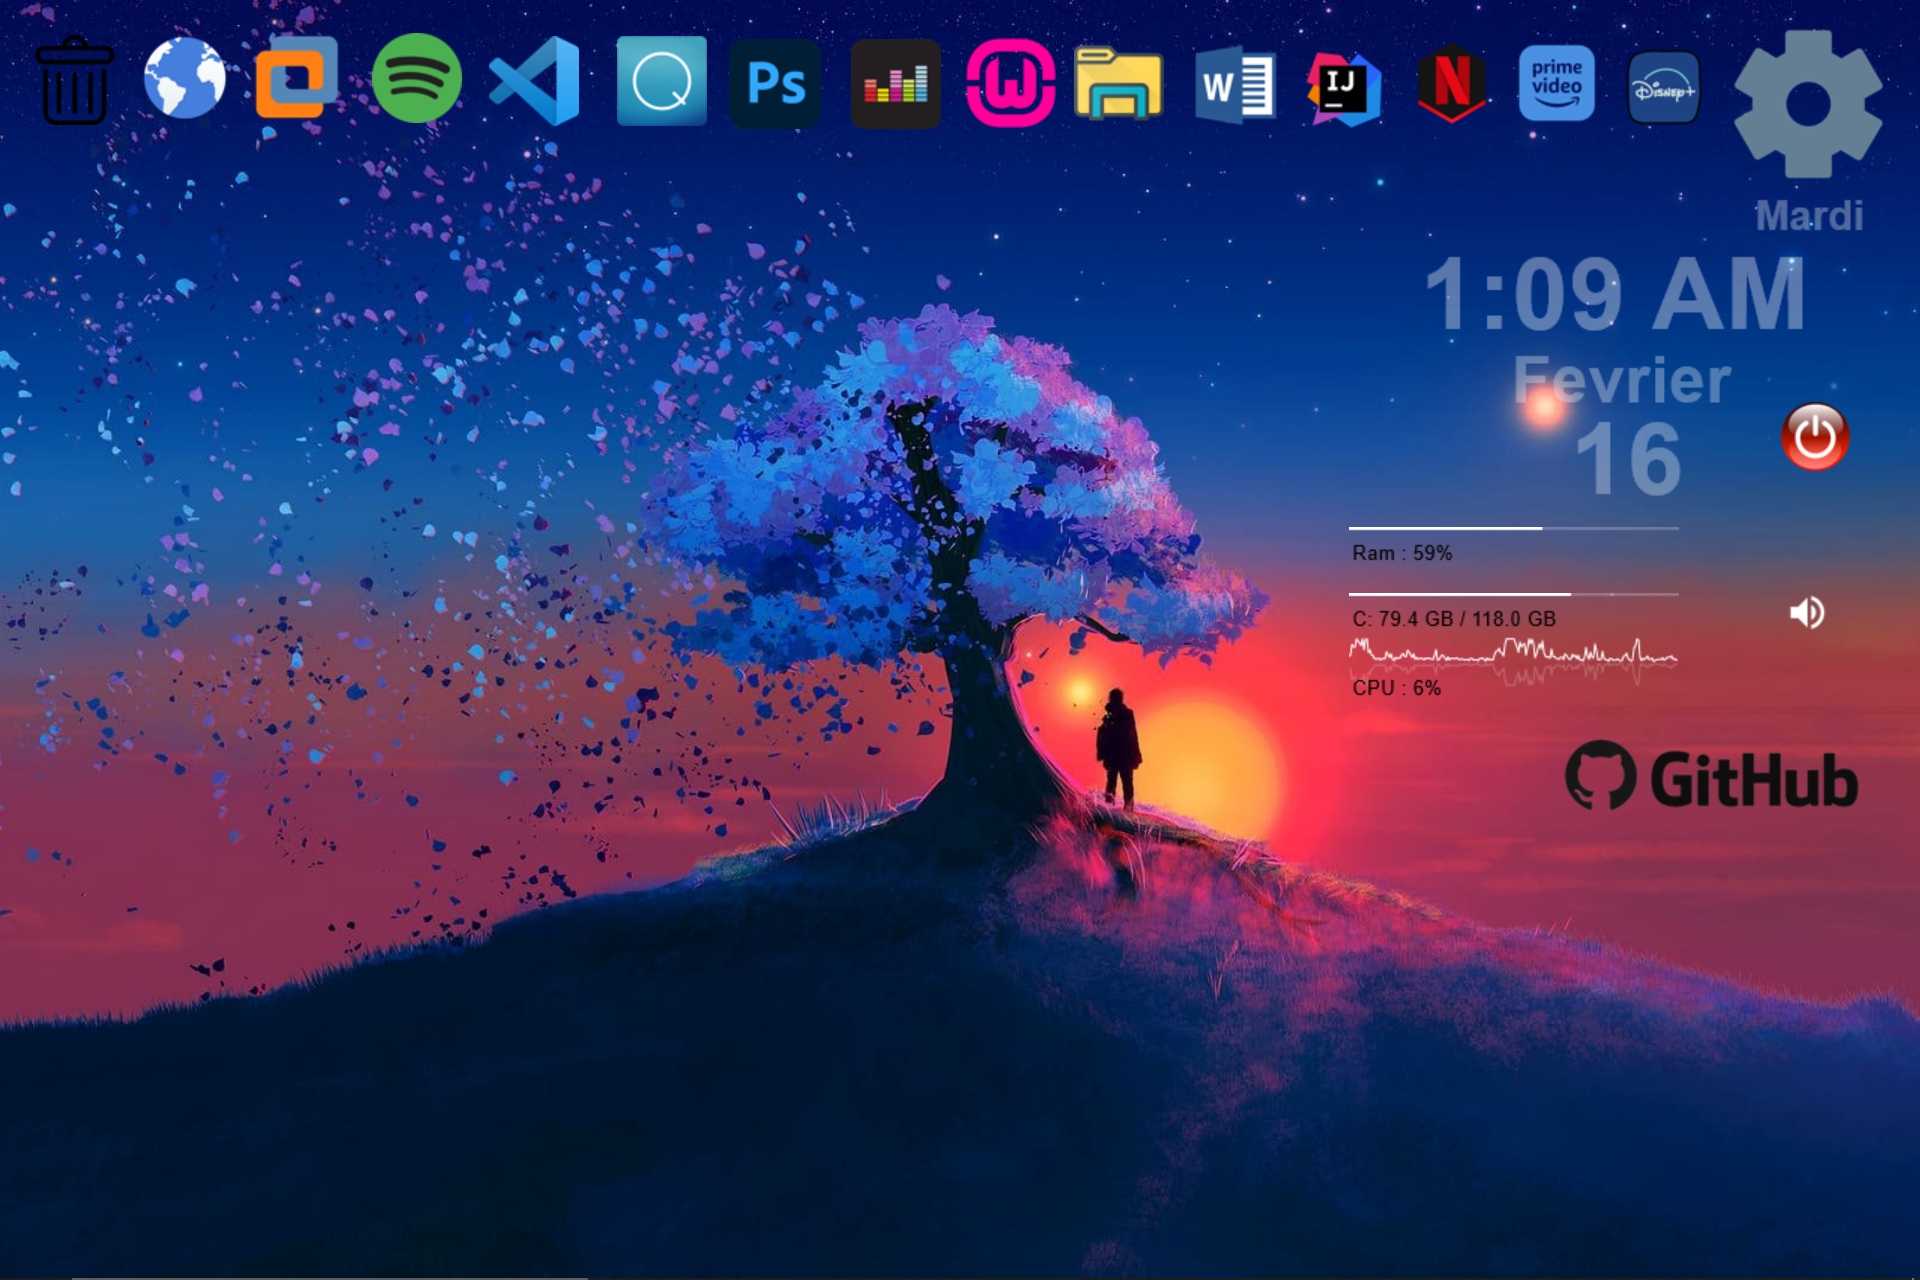 Ps
W
W
IJ
N
prime
video
Disney+
Mardi
1:09 AM
Fevrier
16
Ram : 59%
C: 79.4 GB / 118.0 GB
CPU : 6%
GitHub